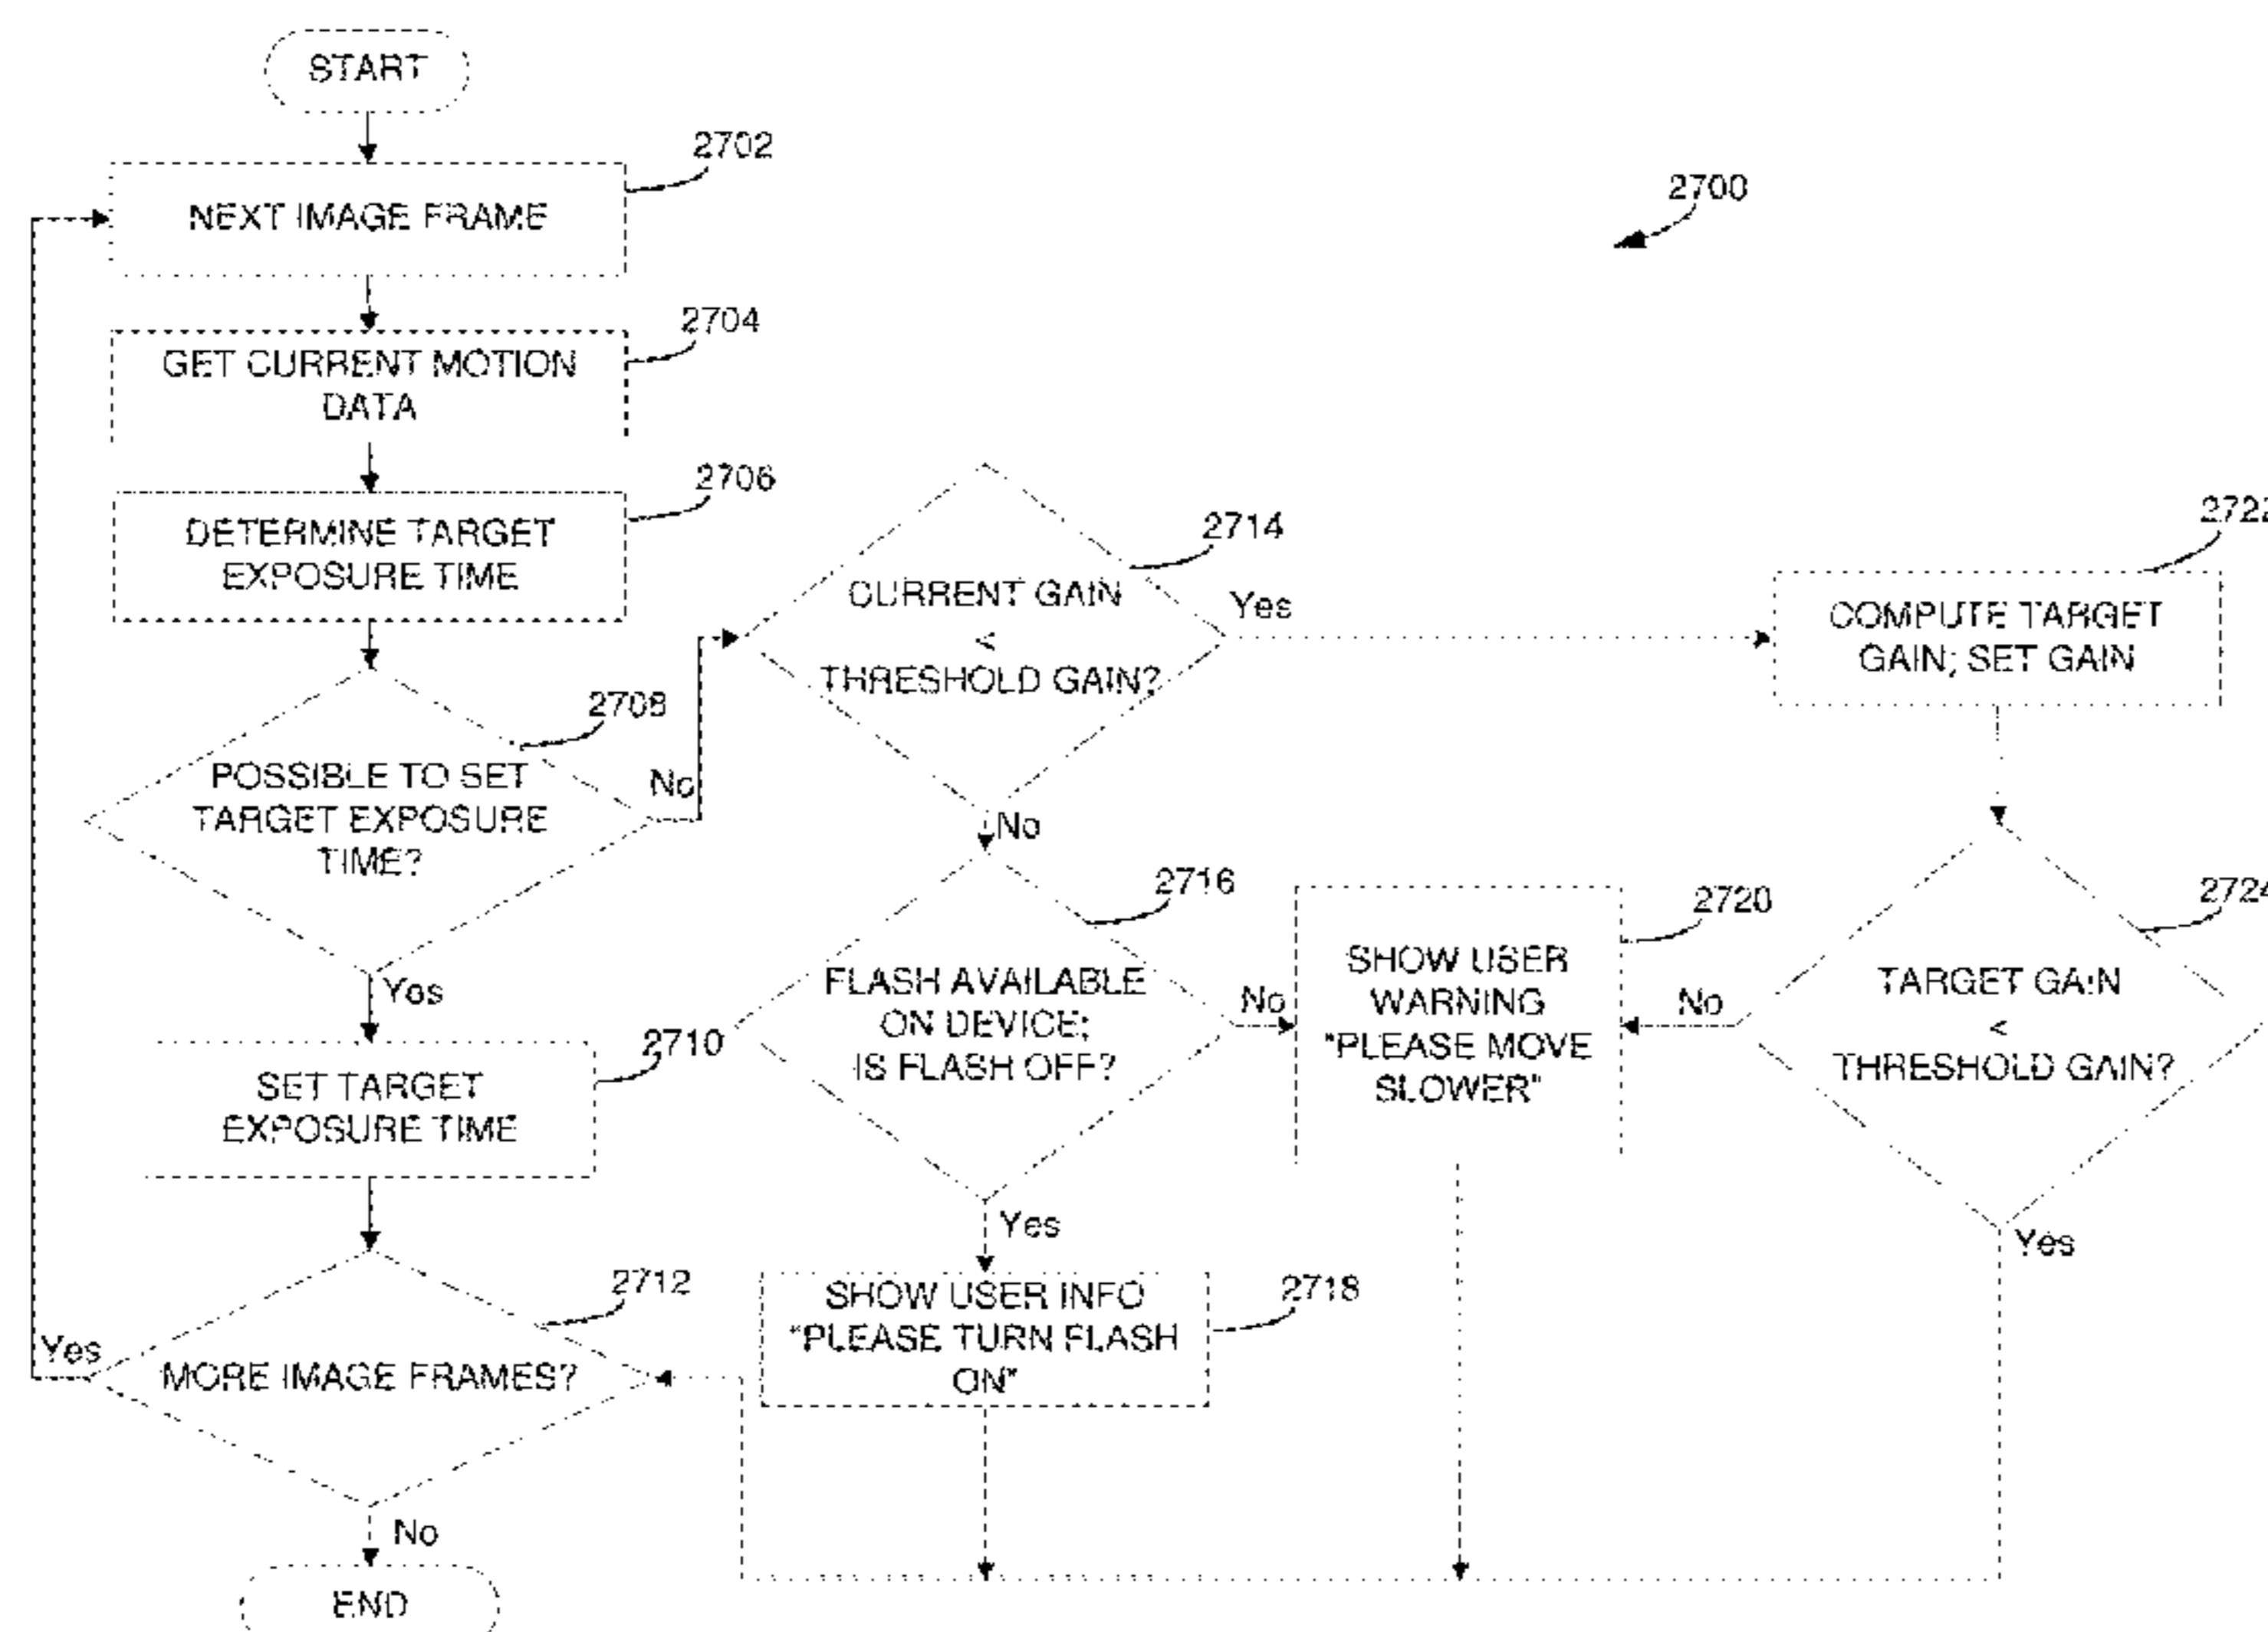 START
2702
NEXT IMAGE FRAME
2700
2704
GET CURRENT MOTION
DATA
2706
DETERMINE TARGET
EXPOSURE TIME
2708
POSSIBLE TO SET
TARGET EXPOSURE
TIME?
No
Yes
2710
SET TARGET
EXPOSURE TIME
2712
MORE IMAGE FRAMES?
Yes
No
END
2714
CURRENT GAIN
<
THRESHOLD GAIN?
Yes
No
2716
FLASH AVAILABLE
ON DEVICE;
IS FLASH OFF?
No
Yes
2718
SHOW USER INFO
"PLEASE TURN FLASH
ON"
2720
SHOW USER
WARNING
"PLEASE MOVE
SLOWER"
2722
COMPUTE TARGET
GAIN; SET GAIN
2724
TARGET GAIN
<
THRESHOLD GAIN?
No
Yes